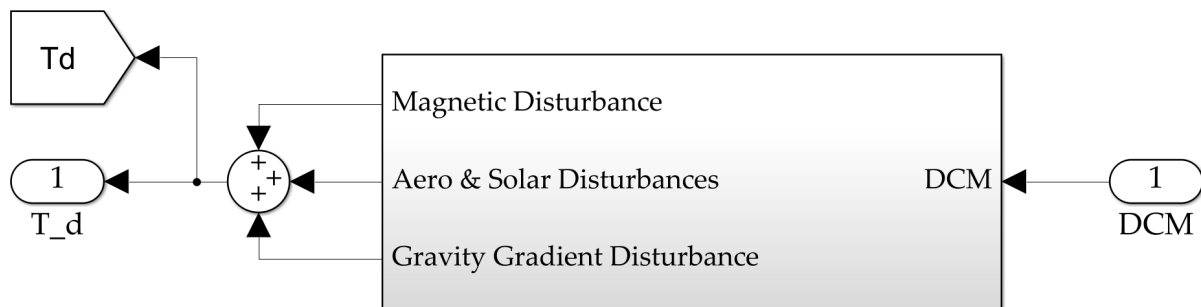 Td
Magnetic Disturbance
+
1
+
Aero & Solar Disturbances
DCM
1
+
T_d
DCM
Gravity Gradient Disturbance